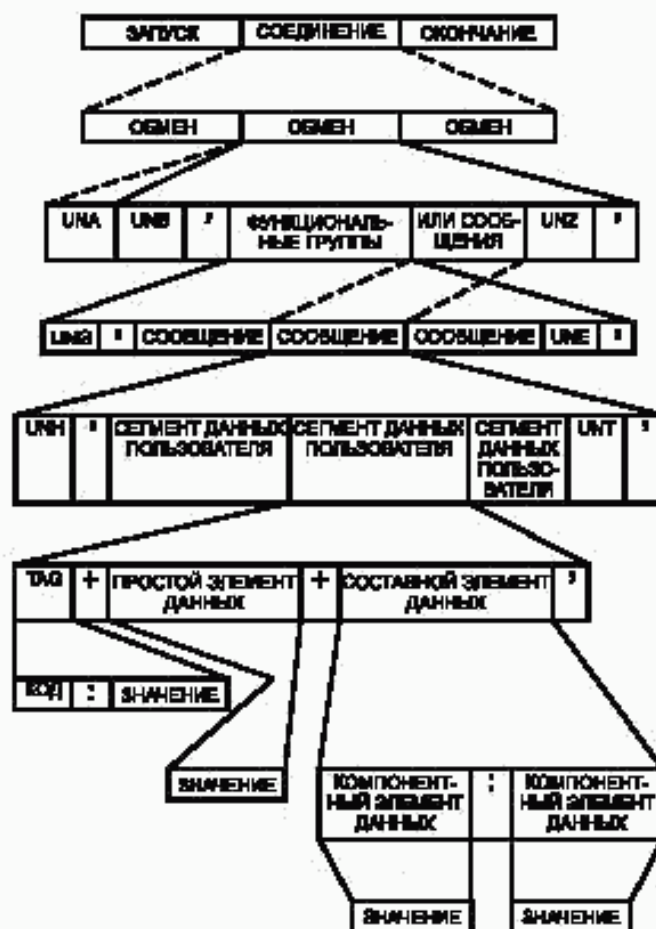 ЗАПУСК СОЕДИНЕНИЕ ОКОНЧАНИЕ
ОБМЕН ОБМЕН ОБМЕН
UNA UNB ' ФУНКЦИОНАЛЬ- ИЛИ СООБ- UNZ '
НЫЕ ГРУППЫ ЩЕНИЯ
UNG ' СООБЩЕНИЕ СООБЩЕНИЕ СООБЩЕНИЕ UNE '
UNH ' СЕГМЕНТ ДАННЫХ СЕГМЕНТ ДАННЫХ СЕГМЕНТ UNT '
ПОЛЬЗОВАТЕЛЯ ПОЛЬЗОВАТЕЛЯ ДАННЫХ
ПОЛЬЗО-
ВАТЕЛЯ
TAG + ПРОСТОЙ ЭЛЕМЕНТ + СОСТАВНОЙ ЭЛЕМЕНТ '
ДАННЫХ ДАННЫХ
КОД : ЗНАЧЕНИЕ
ЗНАЧЕНИЕ
КОМПОНЕНТ- : КОМПОНЕНТ-
НЫЙ ЭЛЕМЕНТ НЫЙ ЭЛЕМЕНТ
ДАННЫХ ДАННЫХ
ЗНАЧЕНИЕ ЗНАЧЕНИЕ